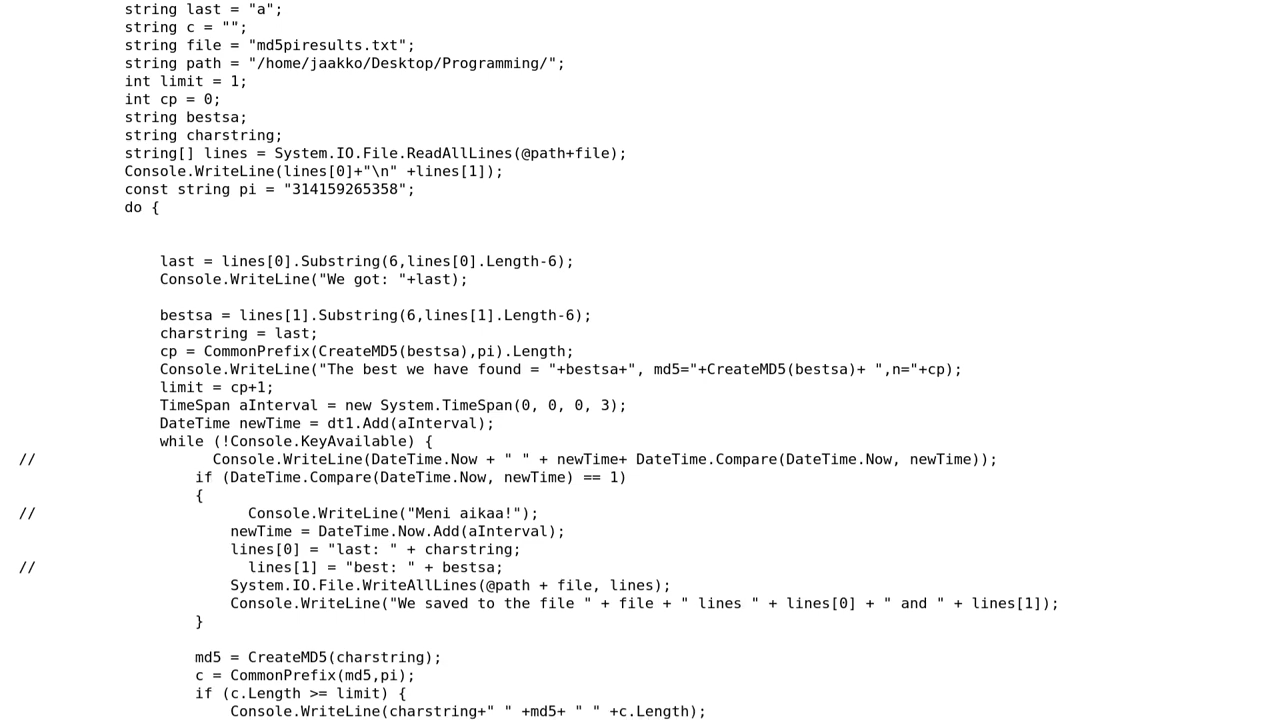 string last = "a";
string c = "";
string file = "md5piresults.txt";
string path = "/home/jaakko/Desktop/Programming/";
int limit = 1;
int cp = 0;
string bestsa;
string charstring;
string[] lines = System.IO.File.ReadAllLines(@path+file);
Console.WriteLine(lines[0]+"\n" +lines[1]);
const string pi = "314159265358";
do {
last = lines[0].Substring(6,lines[0].Length-6);
Console.WriteLine("We got: "+last);
bestsa = lines[1].Substring(6,lines[1].Length-6);
charstring = last;
cp = CommonPrefix(CreateMD5(bestsa),pi).Length;
Console.WriteLine("The best we have found = "+bestsa+", md5="+CreateMD5(bestsa)+ ",n="+cp);
limit = cp+1;
TimeSpan aInterval = new System.TimeSpan(0, 0, 0, 3);
DateTime newTime = dt1.Add(aInterval);
while (!Console.KeyAvailable) {
// Console.WriteLine(DateTime.Now + " " + newTime+ DateTime.Compare(DateTime.Now, newTime));
if (DateTime.Compare(DateTime.Now, newTime) == 1)
{
// Console.WriteLine("Meni aikaa!");
newTime = DateTime.Now.Add(aInterval);
lines[0] = "last: " + charstring;
// lines[1] = "best: " + bestsa;
System.IO.File.WriteAllLines(@path + file, lines);
Console.WriteLine("We saved to the file " + file + " lines " + lines[0] + " and " + lines[1]);
}
md5 = CreateMD5(charstring);
c = CommonPrefix(md5,pi);
if (c.Length >= limit) {
Console.WriteLine(charstring+" " +md5+ " " +c.Length);